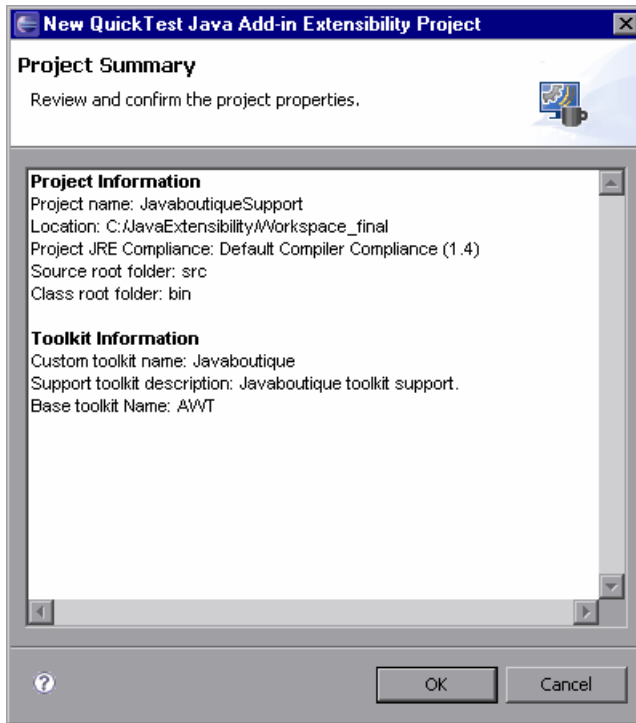 New QuickTest Java Add-in Extensibility Project
Project Summary
Review and confirm the project properties.
Project Information
Project name: JavaboutiqueSupport
Location: C:/JavaExtensibility/Workspace_final
Project JRE Compliance: Default Compiler Compliance (1.4)
Source root folder: src
Class root folder: bin
Toolkit Information
Custom toolkit name: Javaboutique
Support toolkit description: Javaboutique toolkit support.
Base toolkit Name: AWT
?
OK
Cancel